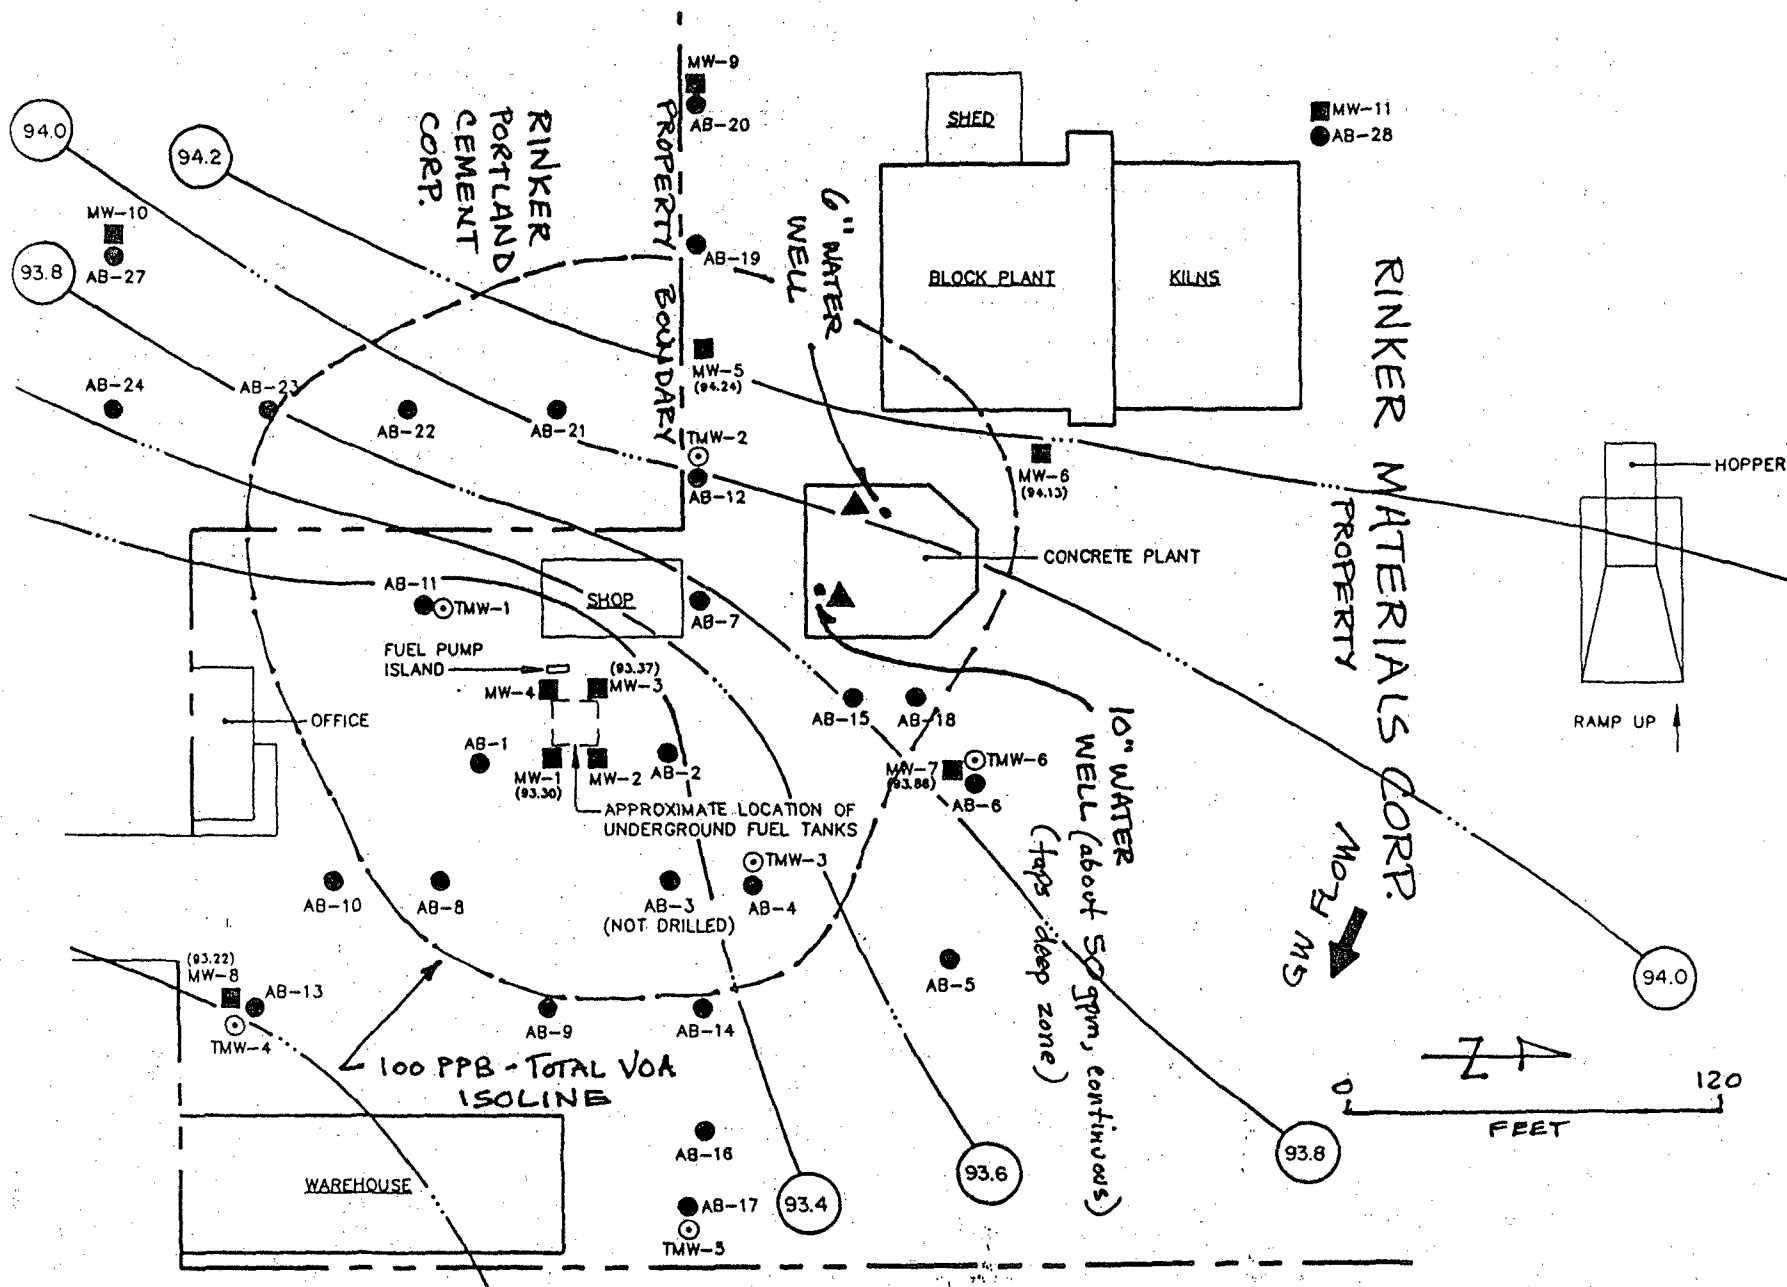 MW-9
AB-20
MW-11
AB-28
SHED
94.0
94.2
RINKER
PORTLAND
CEMENT
CORP.
PROPERTY BOUNDARY
MW-10
AB-27
93.8
AB-19
6" WATER
WELL
BLOCK PLANT
KILNS
RINKER MATERIALS CORP.
PROPERTY
MW-5
(94.24)
AB-24
AB-23
AB-22
AB-21
TMW-2
AB-12
MW-6
(94.13)
HOPPER
CONCRETE PLANT
AB-11
TMW-1
SHOP
AB-7
FUEL PUMP
ISLAND
(93.37)
MW-4
MW-3
OFFICE
AB-15
AB-18
RAMP UP
AB-1
MW-1
(93.30)
MW-2
AB-2
MW-7
(93.86)
TMW-6
AB-6
10" WATER
WELL (about 50 gpm, continuous)
(taps deep zone)
APPROXIMATE LOCATION OF
UNDERGROUND FUEL TANKS
TMW-3
AB-10
AB-8
AB-3
(NOT DRILLED)
AB-4
GW FLOW
(93.22)
MW-8
AB-13
TMW-4
AB-9
AB-14
AB-5
94.0
100 PPB - TOTAL VOA
ISOLINE
N
0
120
FEET
AB-16
WAREHOUSE
AB-17
TMW-5
93.4
93.6
93.8